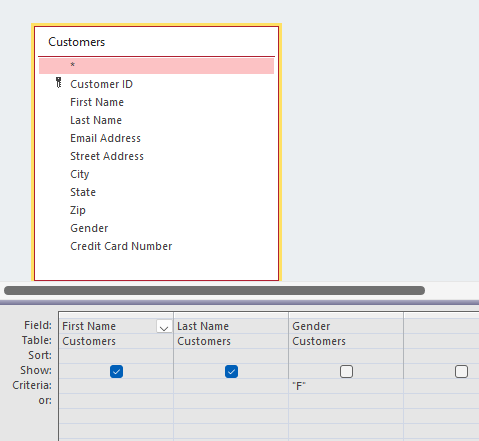 Customers
*
Customer ID
First Name
Last Name
Email Address
Street Address
City
State
Zip
Gender
Credit Card Number
Field: First Name Last Name Gender
Table: Customers Customers Customers
Sort:
Show:
Criteria: "F"
or: